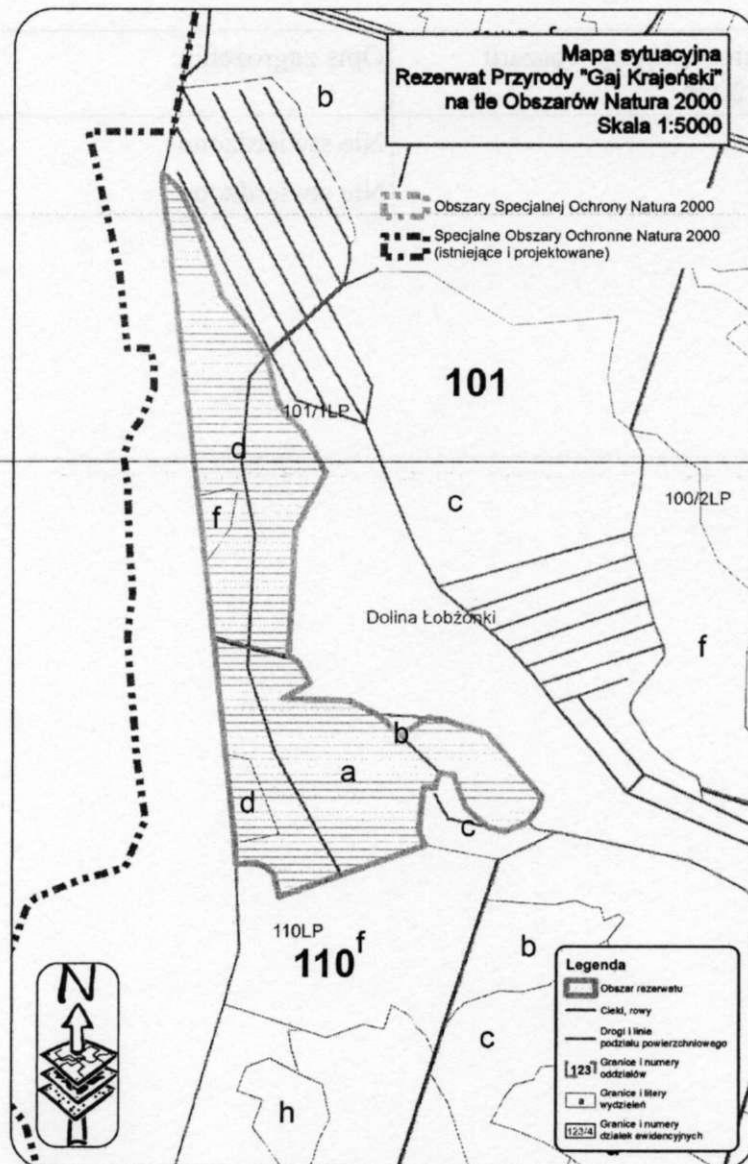 Opis zagrożenia
Mapa sytuacyjna
Rezerwat Przyrody "Gaj Krajeński"
na tle Obszarów Natura 2000
Skala 1:5000
b
Obszary Specjalnej Ochrony Natura 2000
Specjalne Obszary Ochronne Natura 2000
(istniejące i projektowane)
101
101/1LP
d
c
100/2LP
f
Dolina Łobżonki
f
b
a
d
c
110LP
110
f
b
c
h
N
Legenda
Obszar rezerwatu
Cieki, rowy
Drogi i linie
podziału powierzchniowego
123
Granice i numery
oddziałów
a
Granice i litery
wydzieleń
123/4
Granice i numery
działek ewidencyjnych